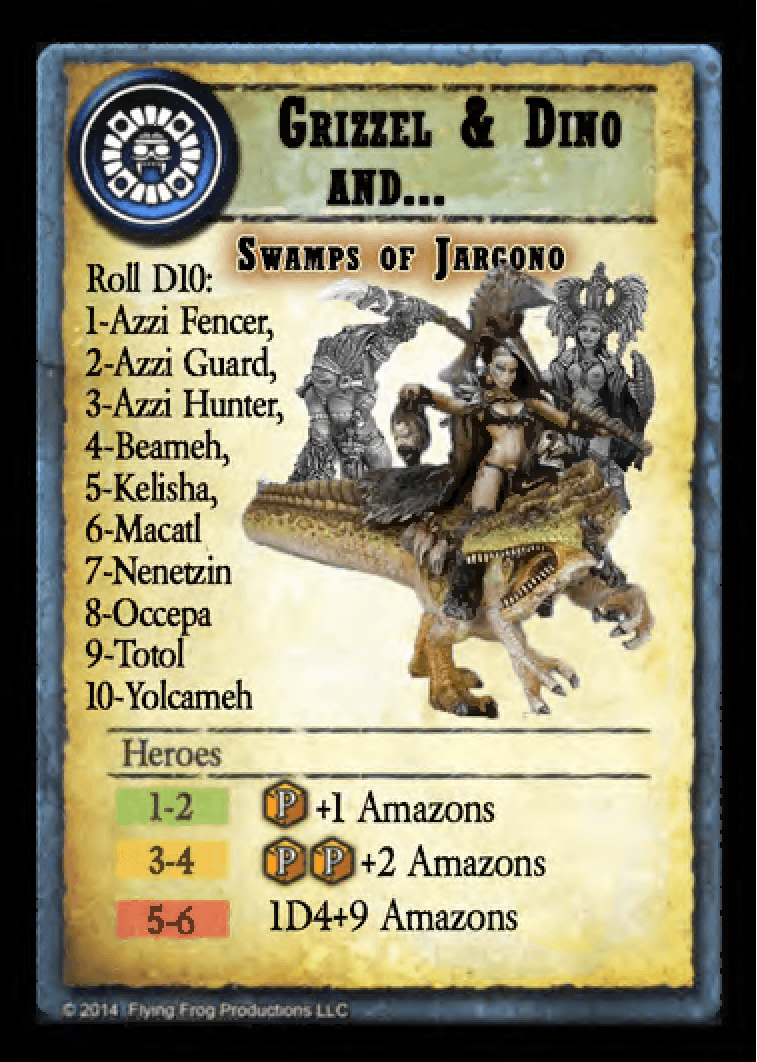 Grizzel & Dino
and...
Swamps of Jargono
Roll D10:
1-Azzi Fencer,
2-Azzi Guard,
3-Azzi Hunter,
4-Beameh,
5-Kelisha,
6-Macatl
7-Nenetzin
8-Occepa
9-Totol
10-Yolcameh
Heroes
1-2 P +1 Amazons
3-4 P P +2 Amazons
5-6 1D4+9 Amazons
© 2014 Flying Frog Productions LLC